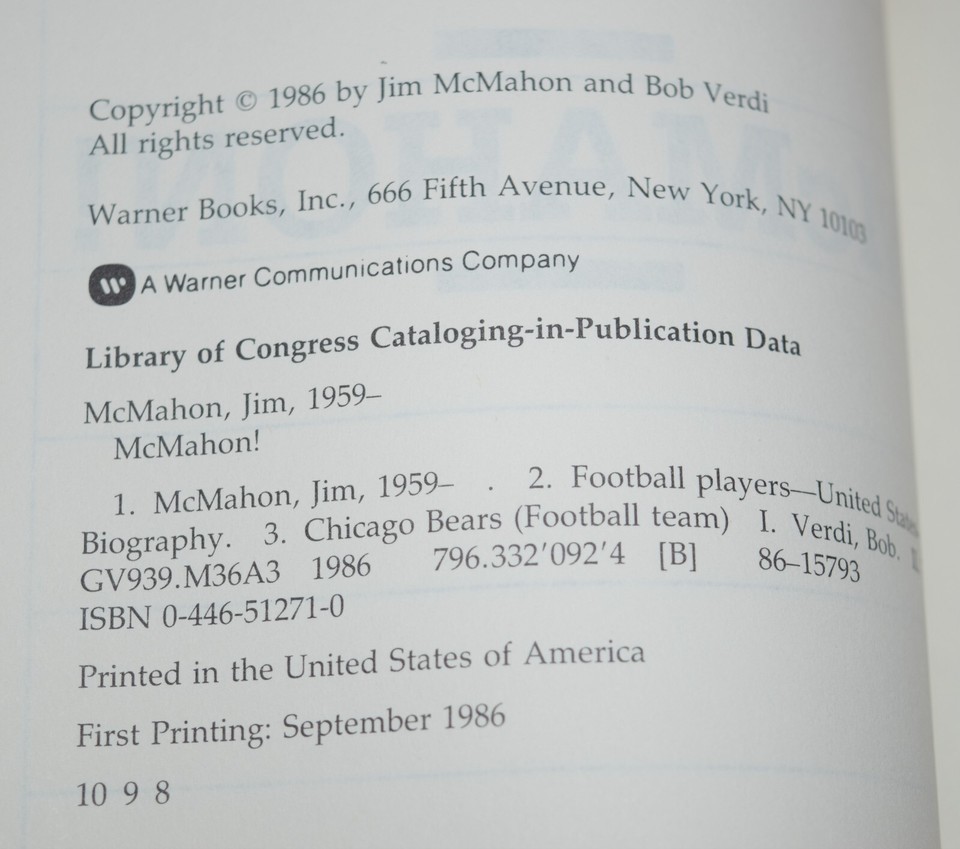 Copyright © 1986 by Jim McMahon and Bob Verdi
All rights reserved.
Warner Books, Inc., 666 Fifth Avenue, New York, NY 10103
A Warner Communications Company
Library of Congress Cataloging-in-Publication Data
McMahon, Jim, 1959–
McMahon!
1. McMahon, Jim, 1959– . 2. Football players—United States
Biography. 3. Chicago Bears (Football team) I. Verdi, Bob.
GV939.M36A3 1986 796.332′092′4 [B] 86–15793
ISBN 0-446-51271-0
Printed in the United States of America
First Printing: September 1986
10 9 8